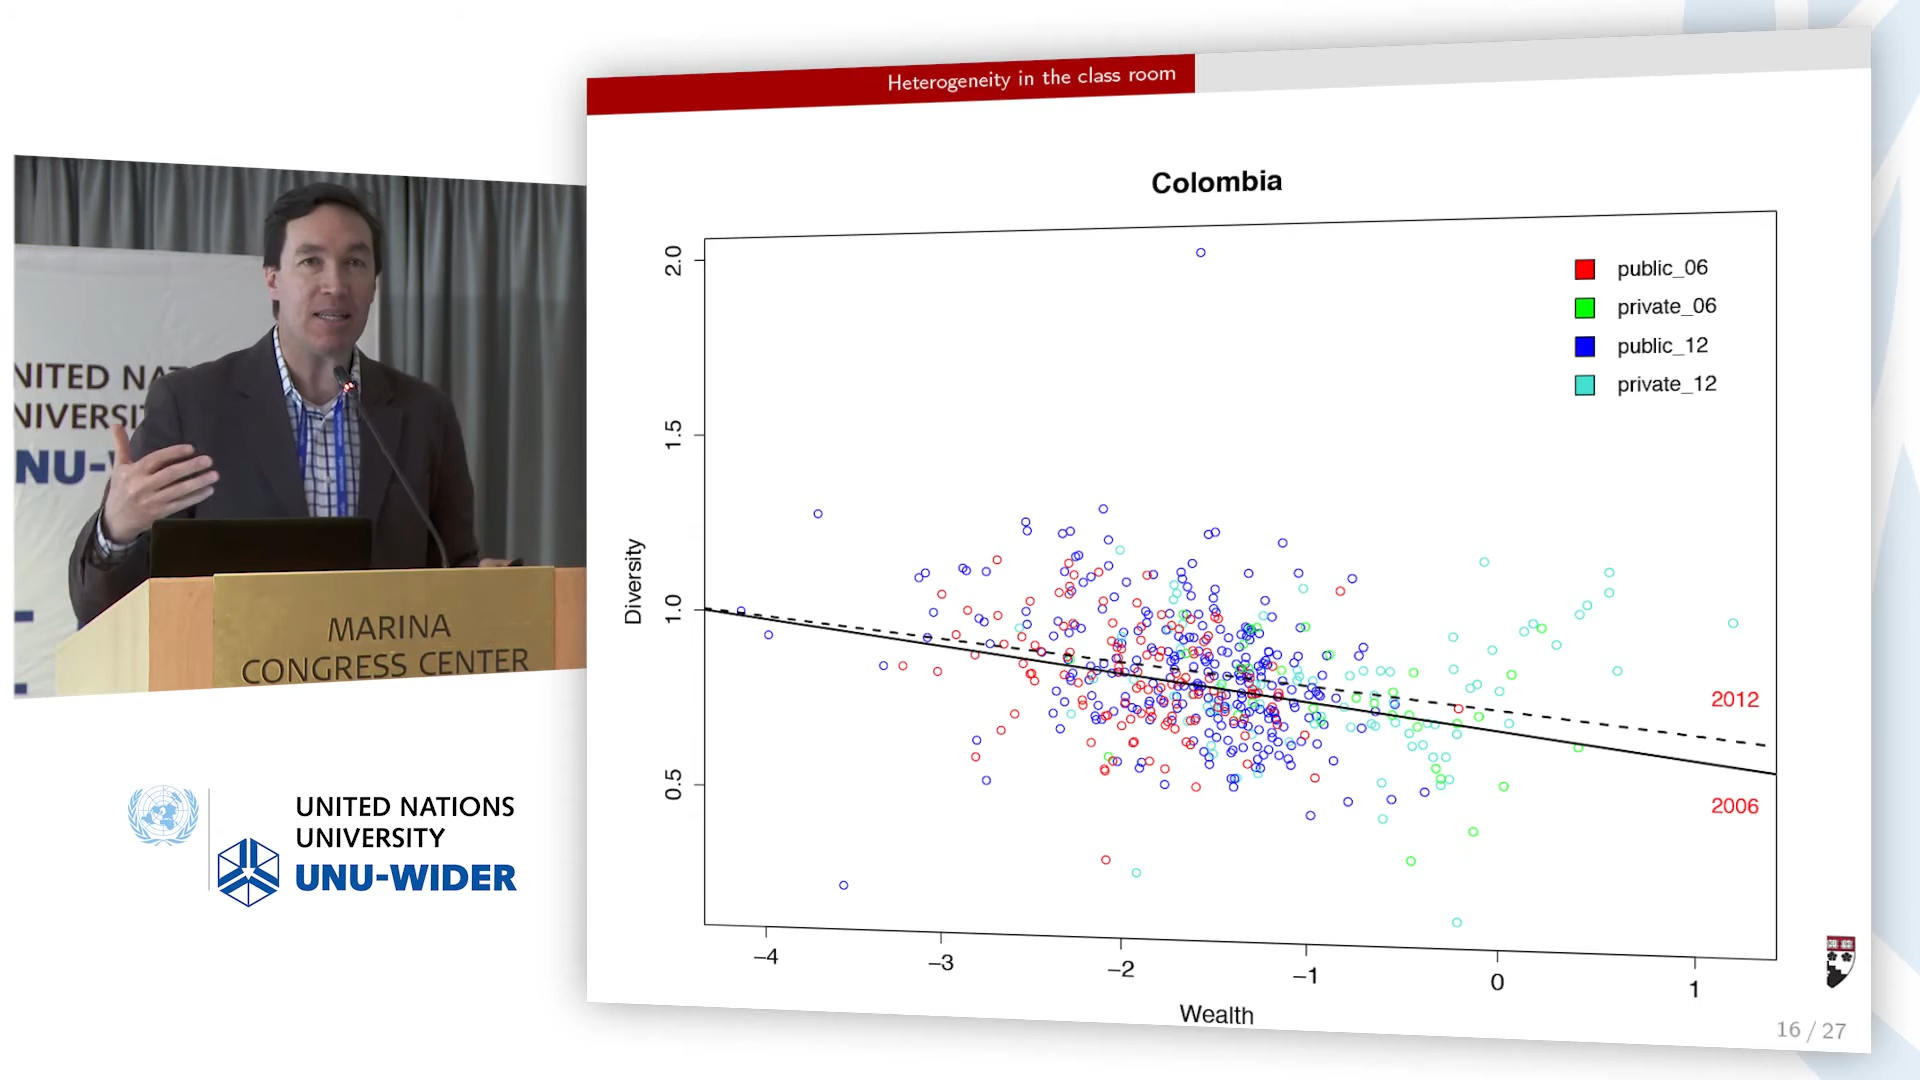 Heterogeneity in the class room
Colombia
2.0
1.5
1.0
0.5
Diversity
public_06
private_06
public_12
private_12
2012
2006
−4
−3
−2
−1
0
1
Wealth
16 / 27
NITED NAT
NIVERSI
NU-
MARINA
CONGRESS CENTER
UNITED NATIONS
UNIVERSITY
UNU-WIDER